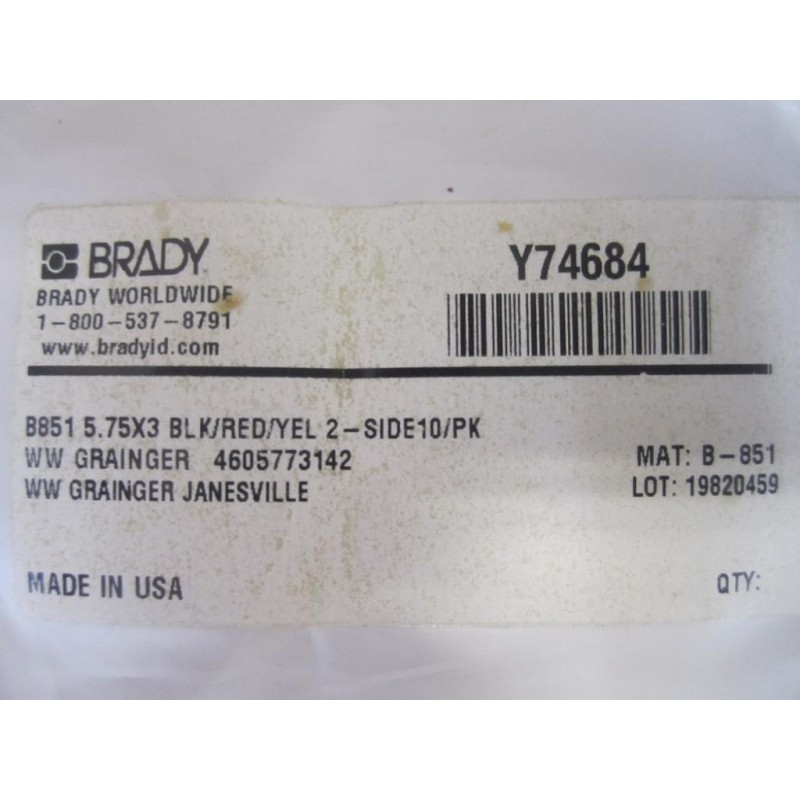 BRADY
BRADY WORLDWIDE
1-800-537-8791
www.bradyid.com
Y74684
B851 5.75X3 BLK/RED/YEL 2-SIDE10/PK
WW GRAINGER 4605773142
WW GRAINGER JANESVILLE
MAT: B-851
LOT: 19820459
MADE IN USA
QTY: